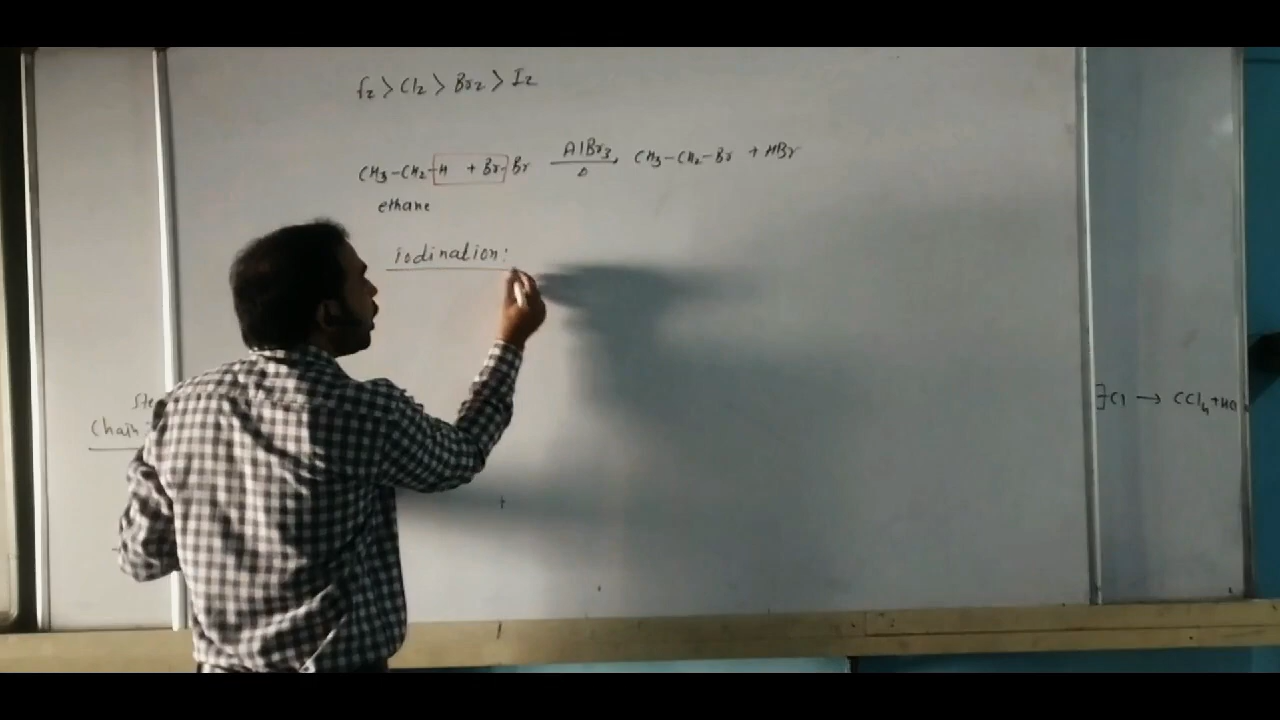 f2 > Cl2 > Br2 > I2
CH3-CH2-H + Br-Br AlBr3 Δ CH3-CH2-Br + HBr
ethane
iodination:
Ste
Chain
Cl → CCl4 + HCl